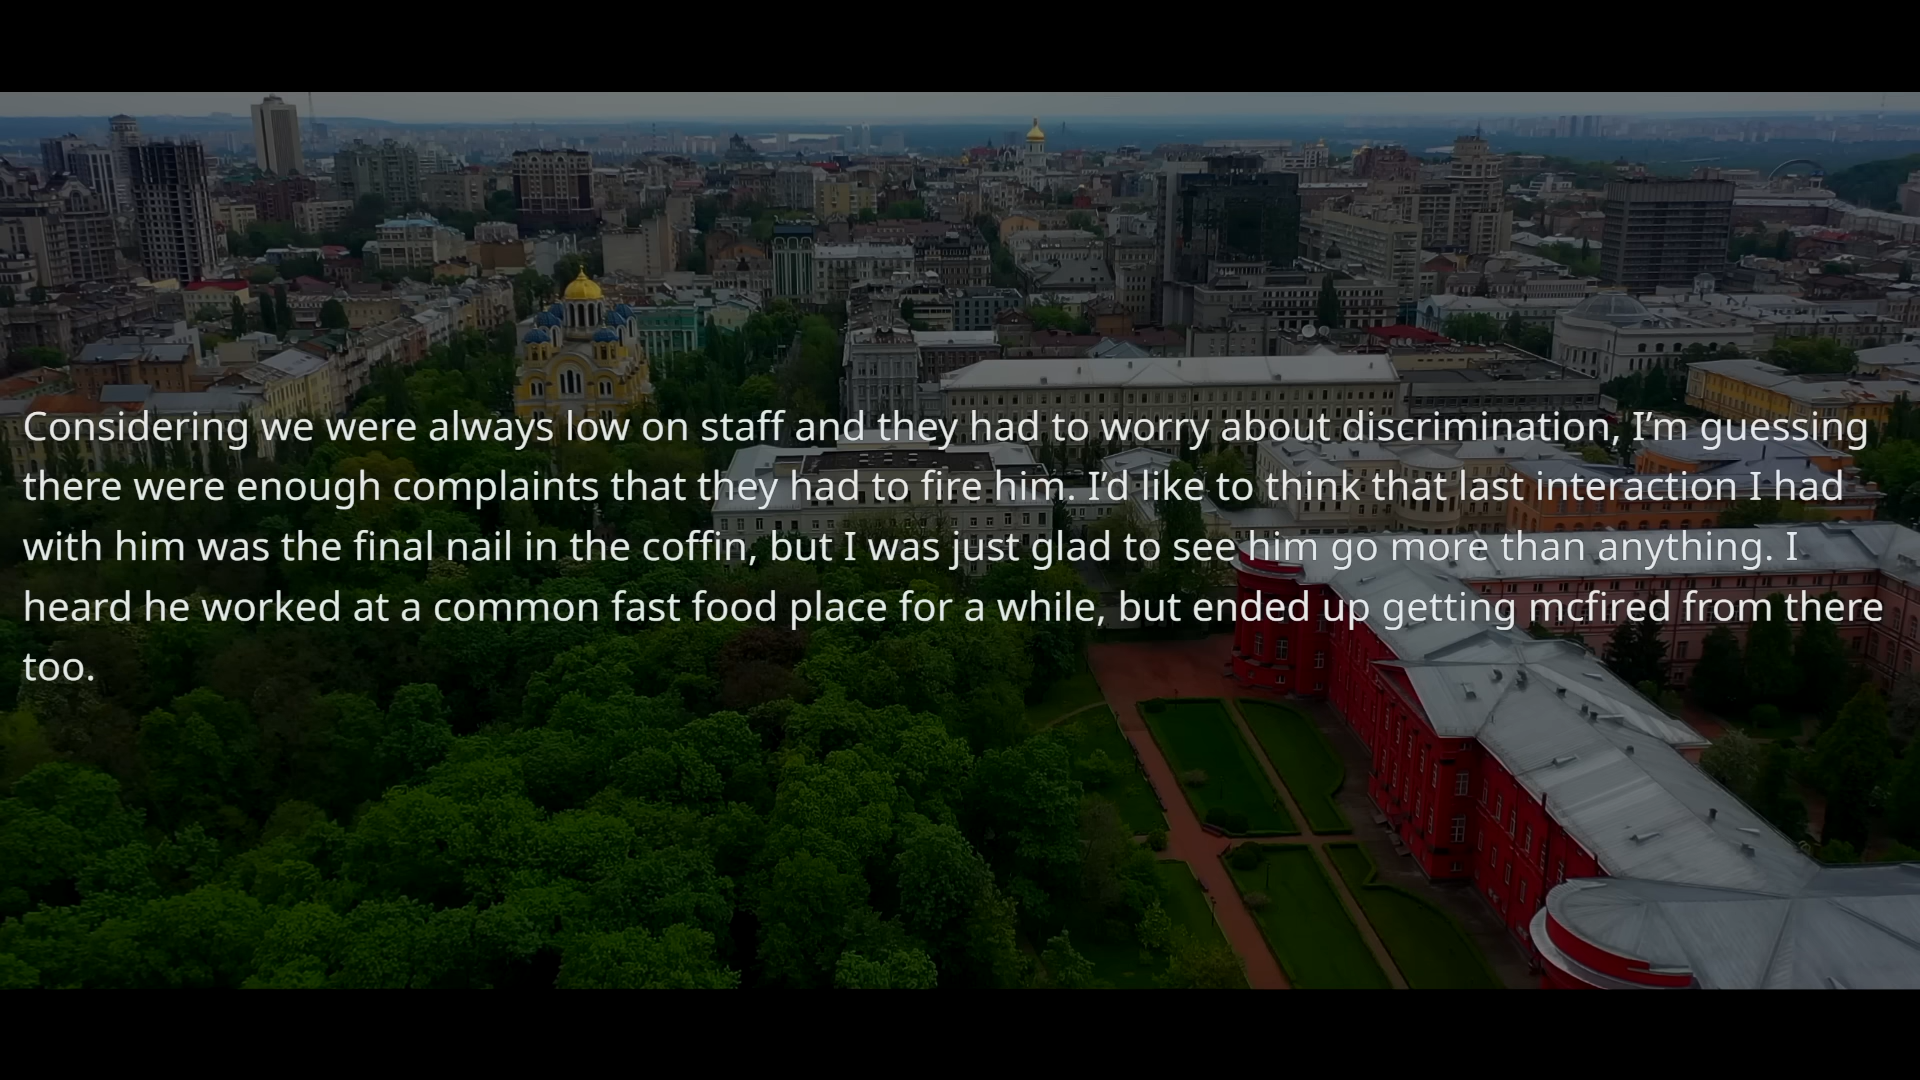 Considering we were always low on staff and they had to worry about discrimination, I’m guessing
there were enough complaints that they had to fire him. I’d like to think that last interaction I had
with him was the final nail in the coffin, but I was just glad to see him go more than anything. I
heard he worked at a common fast food place for a while, but ended up getting mcfired from there
too.